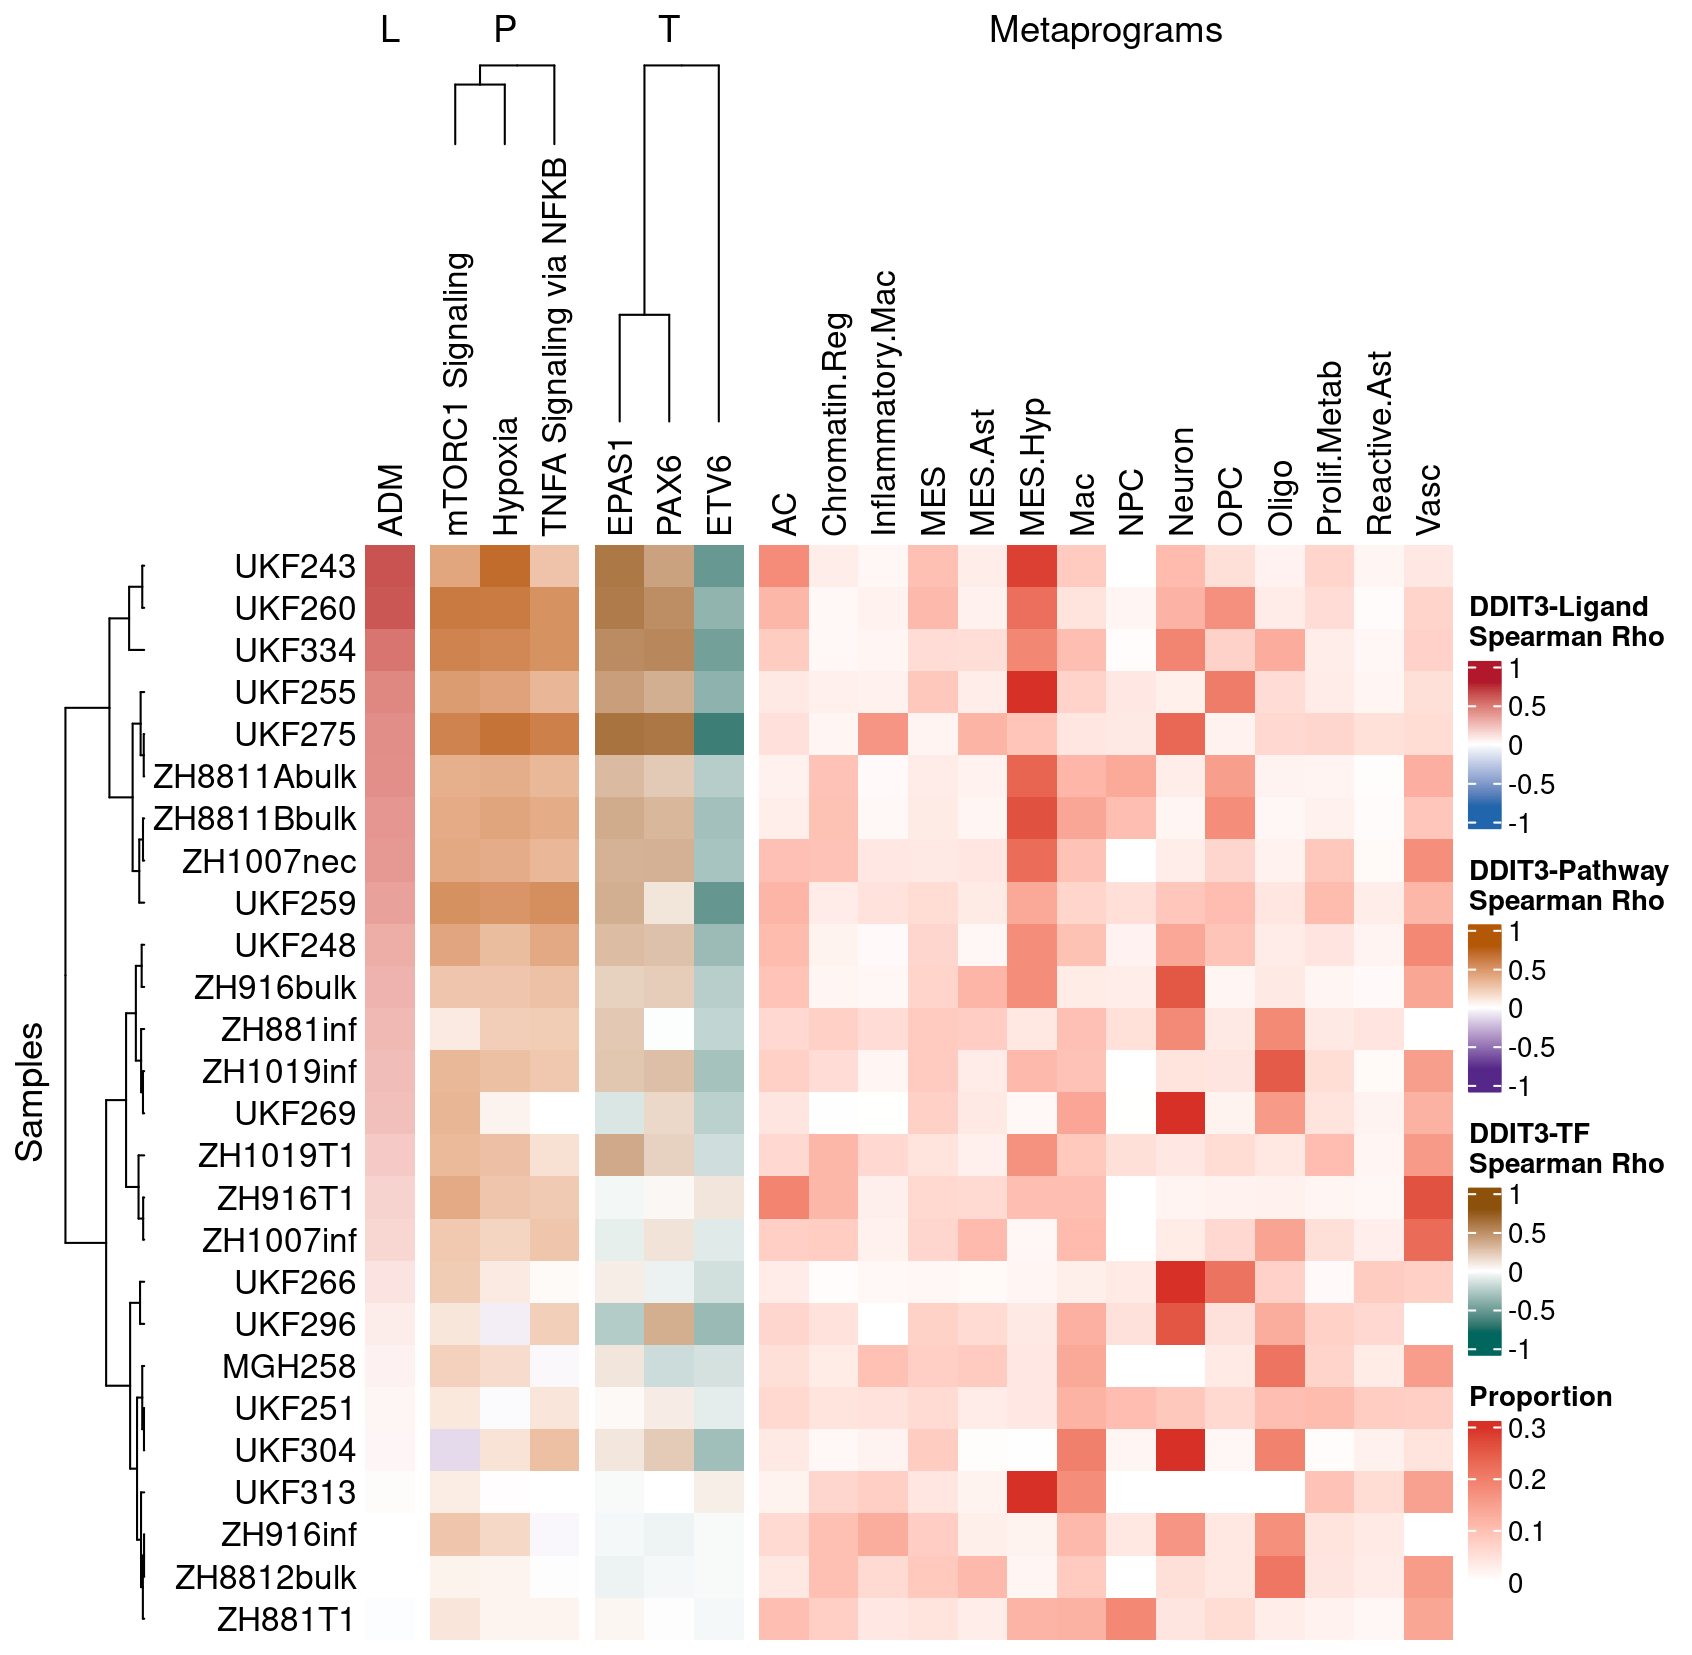 L P T Metaprograms
ADM
mTORC1 Signaling
Hypoxia
TNFA Signaling via NFKB
EPAS1
PAX6
ETV6
AC
Chromatin.Reg
Inflammatory.Mac
MES
MES.Ast
MES.Hyp
Mac
NPC
Neuron
OPC
Oligo
Prolif.Metab
Reactive.Ast
Vasc
Samples
UKF243
UKF260
UKF334
UKF255
UKF275
ZH8811Abulk
ZH8811Bbulk
ZH1007nec
UKF259
UKF248
ZH916bulk
ZH881inf
ZH1019inf
UKF269
ZH1019T1
ZH916T1
ZH1007inf
UKF266
UKF296
MGH258
UKF251
UKF304
UKF313
ZH916inf
ZH8812bulk
ZH881T1
DDIT3-Ligand
Spearman Rho
1
0.5
0
-0.5
-1
DDIT3-Pathway
Spearman Rho
1
0.5
0
-0.5
-1
DDIT3-TF
Spearman Rho
1
0.5
0
-0.5
-1
Proportion
0.3
0.2
0.1
0